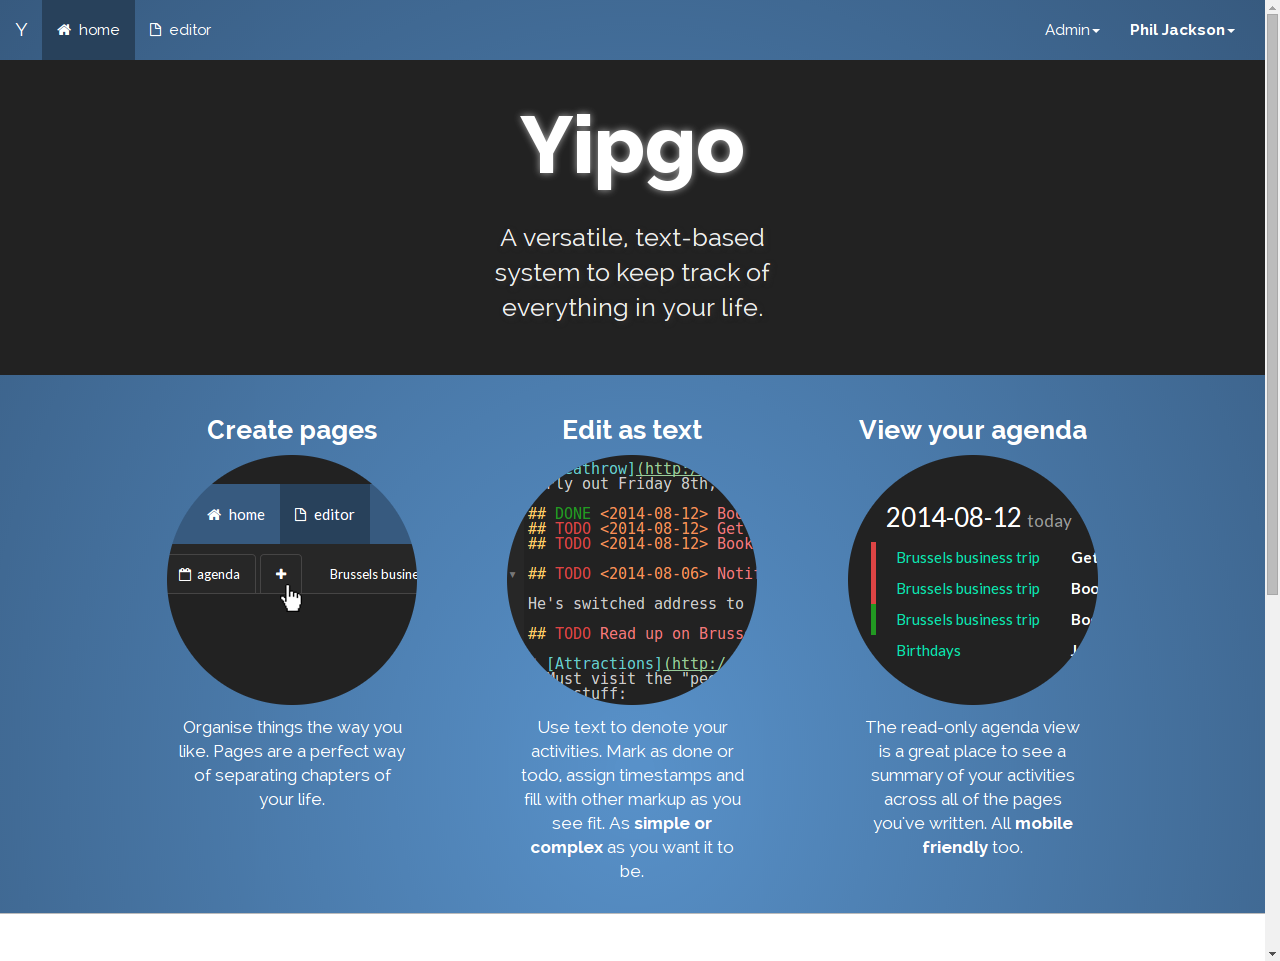 Y home editor Admin Phil Jackson
Yipgo
A versatile, text-based
system to keep track of
everything in your life.
Create pages
home editor
agenda Brussels busine
Organise things the way you
like. Pages are a perfect way
of separating chapters of
your life.
Edit as text
eathrow](http:/
ly out Friday 8th,
## DONE <2014-08-12> Boo
## TODO <2014-08-12> Get
## TODO <2014-08-12> Book
## TODO <2014-08-06> Notif
He's switched address to
## TODO Read up on Bruss
[Attractions](http:/
Must visit the "pee
stuff:
Use text to denote your
activities. Mark as done or
todo, assign timestamps and
fill with other markup as you
see fit. As simple or
complex as you want it to
be.
View your agenda
2014-08-12 today
Brussels business trip Get
Brussels business trip Boo
Brussels business trip Bo
Birthdays J
The read-only agenda view
is a great place to see a
summary of your activities
across all of the pages
you've written. All mobile
friendly too.